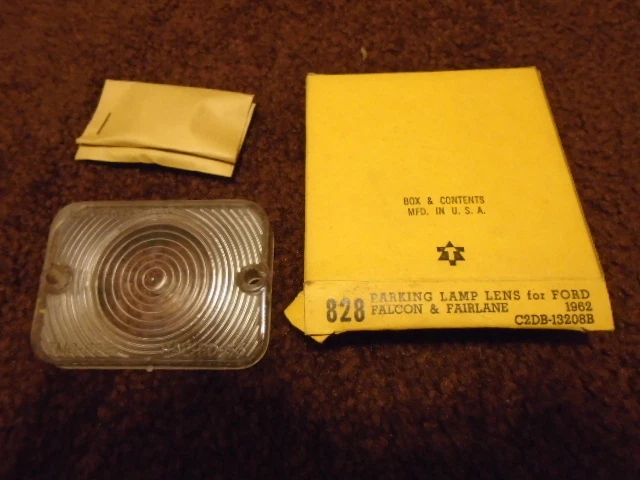 BOX & CONTENTS
MFD. IN U. S. A.
T
828 PARKING LAMP LENS for FORD
FALCON & FAIRLANE 1962
C2DB-13208B